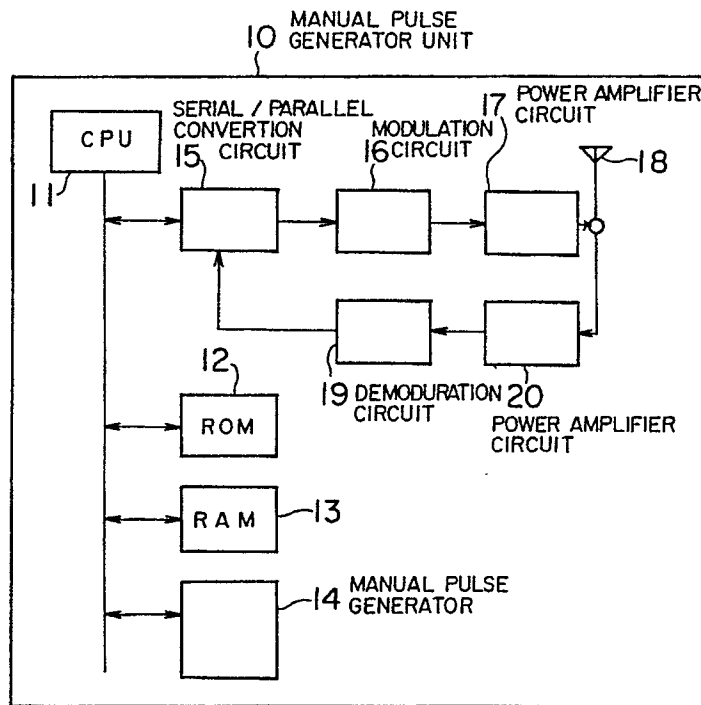 10 MANUAL PULSE
GENERATOR UNIT
CPU
11
SERIAL / PARALLEL
CONVERTION
CIRCUIT
15
MODULATION
CIRCUIT
16
17 POWER AMPLIFIER
CIRCUIT
18
19 DEMODURATION
CIRCUIT
20
POWER AMPLIFIER
CIRCUIT
12
ROM
RAM
13
14 MANUAL PULSE
GENERATOR